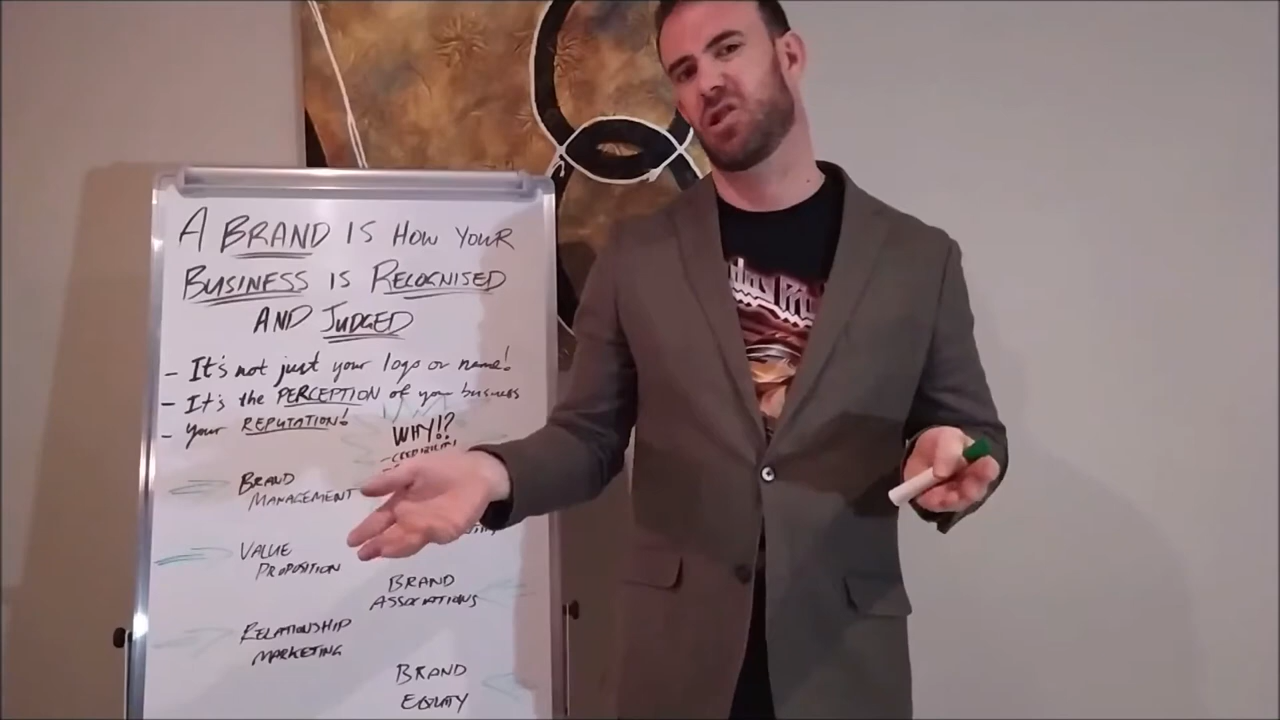 A BRAND IS HOW YOUR
BUSINESS IS RECOGNISED
AND JUDGED
- It's not just your logo or name!
- It's the PERCEPTION of your business
- Your REPUTATION!
WHY!?
- CREDIBILITY
BRAND
MANAGEMENT
VALUE
PROPOSITION
BRAND
ASSOCIATIONS
RELATIONSHIP
MARKETING
BRAND
EQUITY